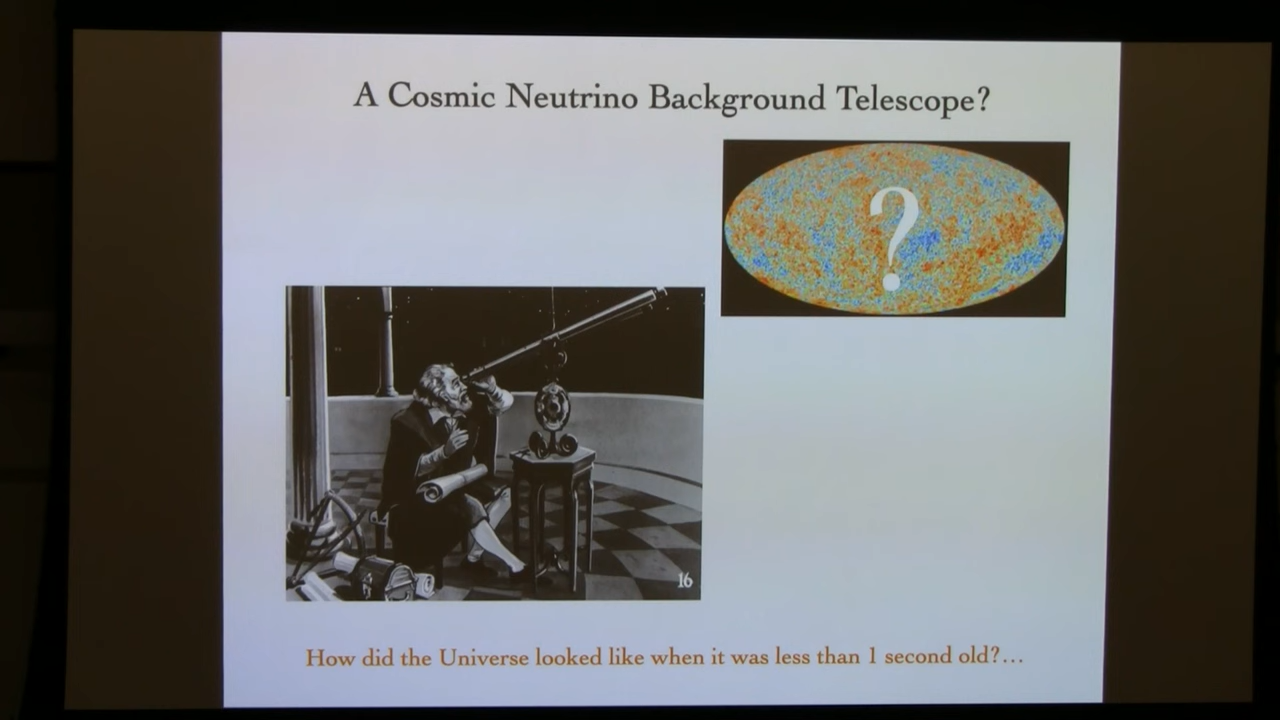 A Cosmic Neutrino Background Telescope?
?
16
How did the Universe looked like when it was less than 1 second old?...